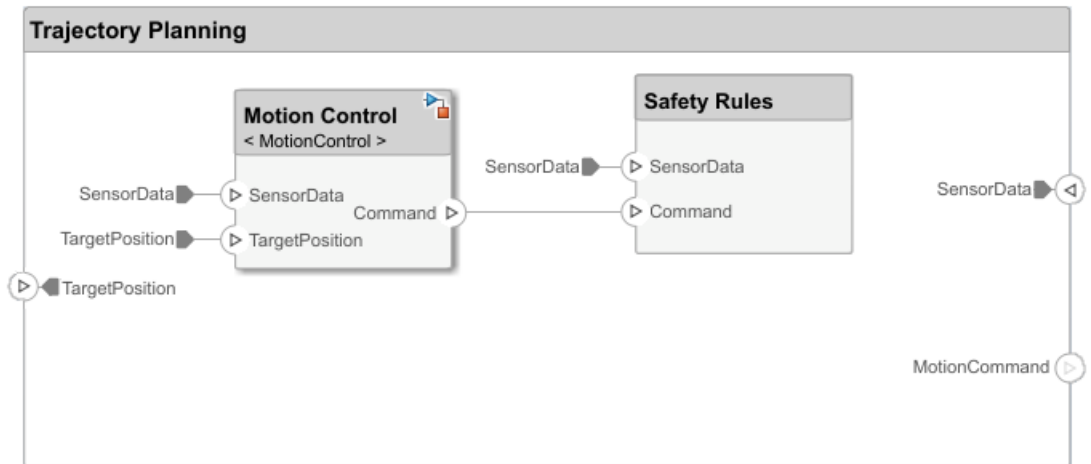 Trajectory Planning
Motion Control
< MotionControl >
SensorData
SensorData
Command
TargetPosition
TargetPosition
TargetPosition
Safety Rules
SensorData
SensorData
Command
SensorData
MotionCommand